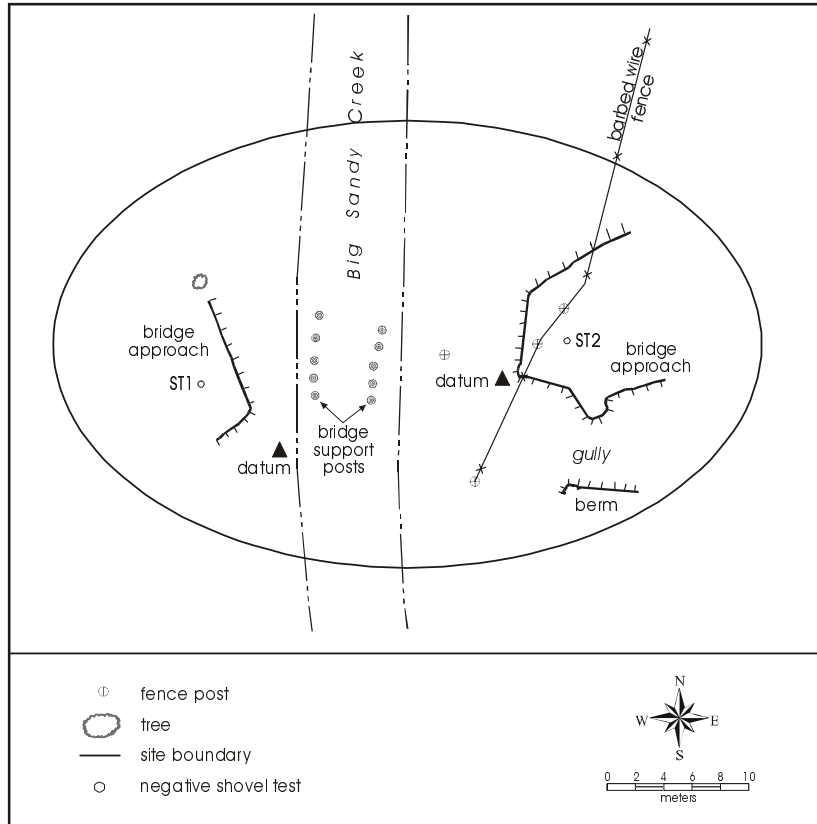 Big Sandy Creek
barbed wire
fence
bridge
approach
ST1
datum
bridge
support
posts
datum
ST2
bridge
approach
gully
berm
fence post
tree
site boundary
negative shovel test
N
W E
S
0 2 4 6 8 10
meters